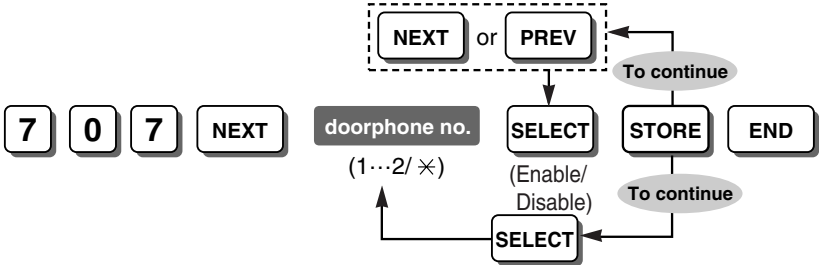 NEXT or PREV
To continue
7 0 7 NEXT doorphone no. SELECT STORE END
(1···2/ ✳)
(Enable/
Disable)
To continue
SELECT